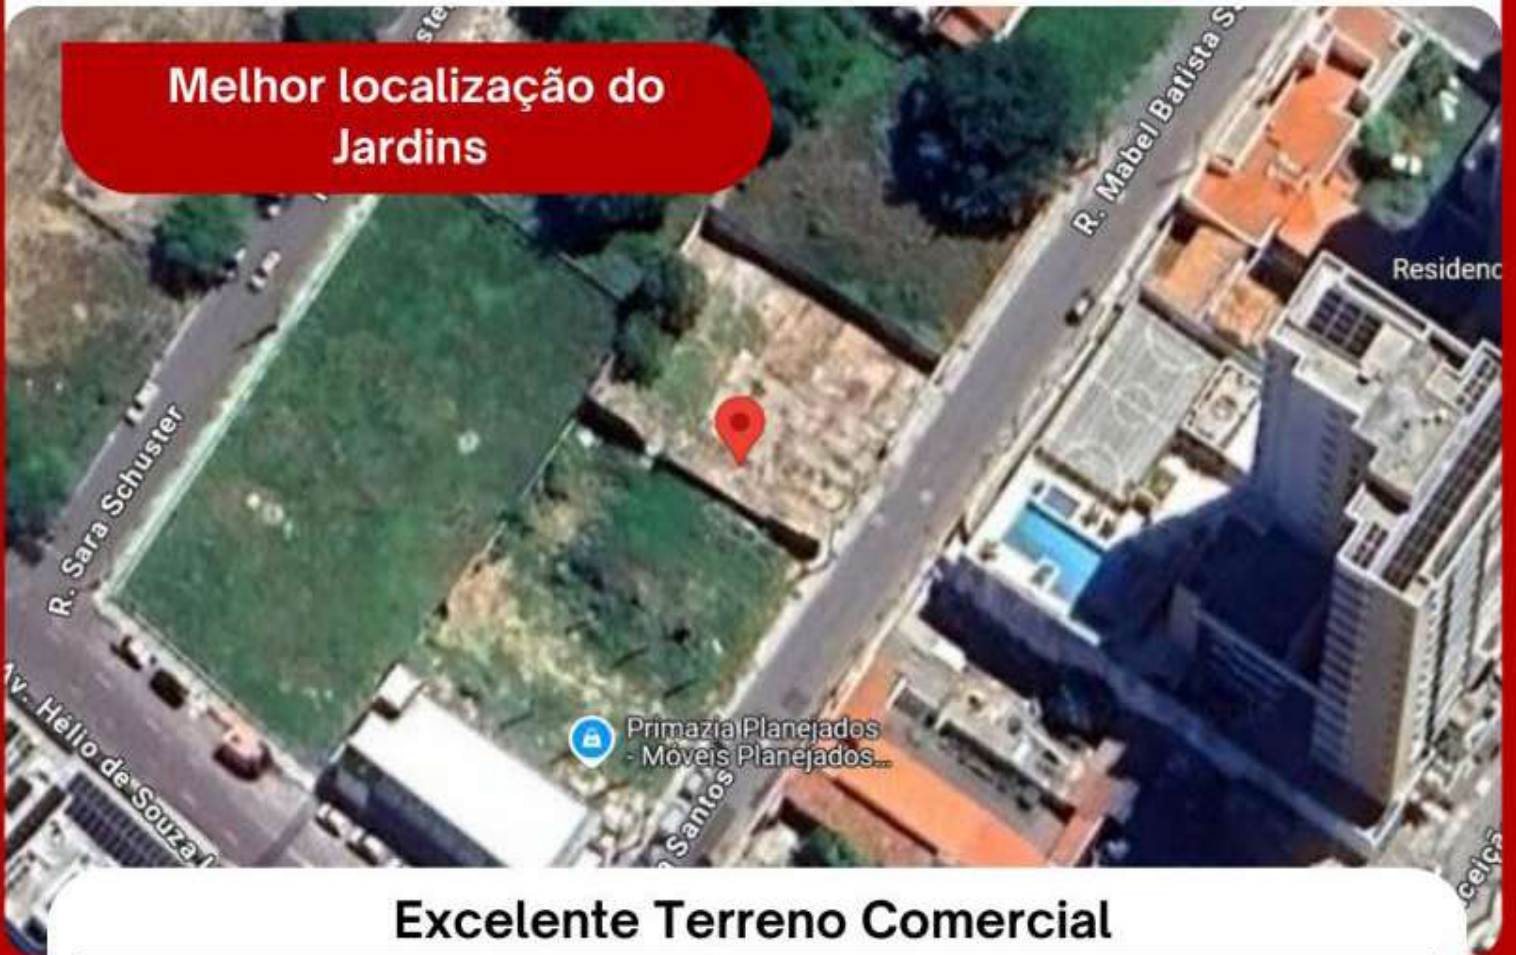 Melhor localização do
Jardins
R. Mabel Batista S
Residenc
R. Sara Schuster
Av. Hélio de Souza
Primazia Planejados
- Móveis Planejados...
Santos
Excelente Terreno Comercial